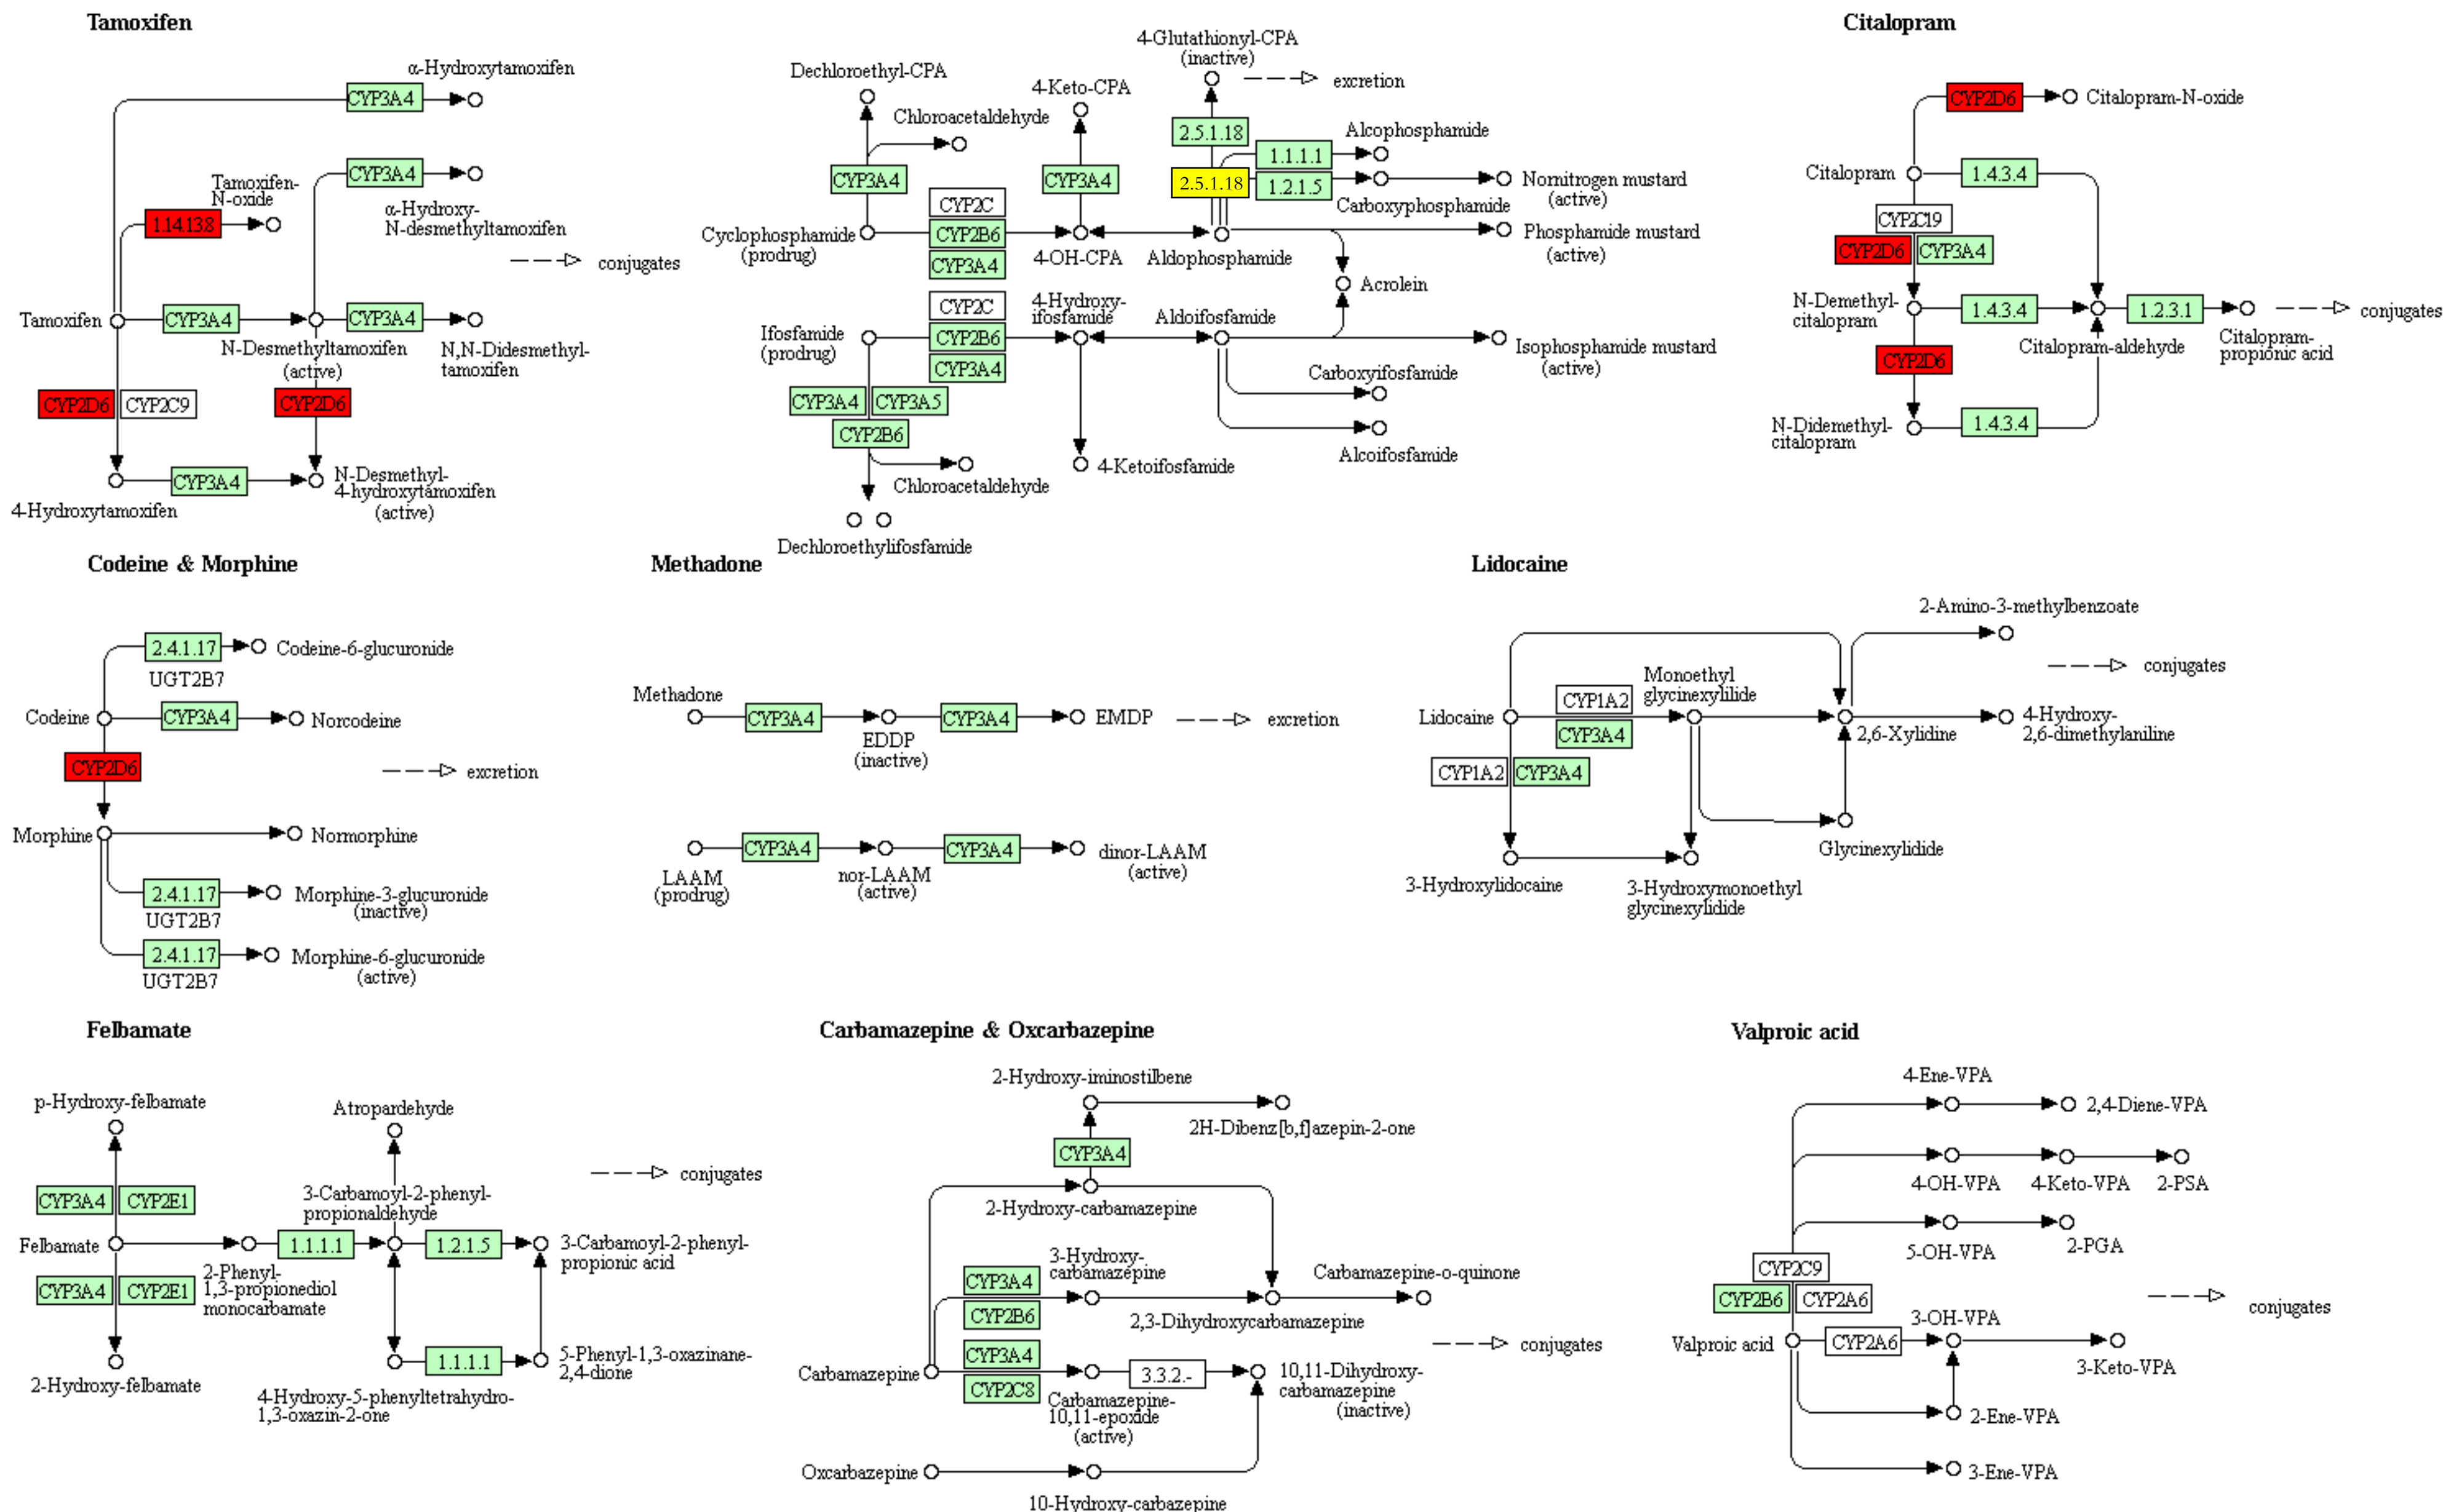 Tamoxifen
α-Hydroxytamoxifen
CYP3A4
CYP3A4
Tamoxifen-
N-oxide
1.14.13.8
α-Hydroxy-
N-desmethyltamoxifen
conjugates
Tamoxifen
CYP3A4
CYP3A4
N-Desmethyltamoxifen
(active)
N,N-Didesmethyl-
tamoxifen
CYP2D6
CYP2C9
CYP2D6
CYP3A4
N-Desmethyl-
4-hydroxytamoxifen
(active)
4-Hydroxytamoxifen
4-Glutathionyl-CPA
(inactive)
excretion
Dechloroethyl-CPA
4-Keto-CPA
Chloroacetaldehyde
2.5.1.18
Alcophosphamide
1.1.1.1
CYP3A4
CYP3A4
2.5.1.18
1.2.1.5
Nornitrogen mustard
(active)
Carboxyphosphamide
CYP2C
CYP2B6
CYP3A4
Cyclophosphamide
(prodrug)
4-OH-CPA
Aldophosphamide
Phosphamide mustard
(active)
Acrolein
CYP2C
CYP2B6
CYP3A4
4-Hydroxy-
ifosfamide
Aldoifosfamide
Ifosfamide
(prodrug)
Isophosphamide mustard
(active)
Carboxyifosfamide
CYP3A4
CYP3A5
CYP2B6
Alcoifosfamide
4-Ketoifosfamide
Chloroacetaldehyde
Dechloroethylifosfamide
Citalopram
CYP2D6
Citalopram-N-oxide
Citalopram
1.4.3.4
CYP2C19
CYP2D6
CYP3A4
N-Demethyl-
citalopram
1.4.3.4
1.2.3.1
conjugates
Citalopram-aldehyde
Citalopram-
propionic acid
CYP2D6
N-Didemethyl-
citalopram
1.4.3.4
Codeine & Morphine
2.4.1.17
Codeine-6-glucuronide
UGT2B7
Codeine
CYP3A4
Norcodeine
CYP2D6
excretion
Morphine
Normorphine
2.4.1.17
Morphine-3-glucuronide
(inactive)
UGT2B7
2.4.1.17
Morphine-6-glucuronide
(active)
UGT2B7
Methadone
Methadone
CYP3A4
CYP3A4
EMDP
excretion
EDDP
(inactive)
CYP3A4
CYP3A4
LAAM
(prodrug)
nor-LAAM
(active)
dinor-LAAM
(active)
Lidocaine
2-Amino-3-methylbenzoate
conjugates
Monoethyl
glycinexylilide
CYP1A2
Lidocaine
CYP3A4
2,6-Xylidine
4-Hydroxy-
2,6-dimethylaniline
CYP1A2
CYP3A4
Glycinexylidide
3-Hydroxylidocaine
3-Hydroxymonoethyl
glycinexylidide
Felbamate
p-Hydroxy-felbamate
Atropardehyde
conjugates
CYP3A4
CYP2E1
3-Carbamoyl-2-phenyl-
propionaldehyde
Felbamate
1.1.1.1
1.2.1.5
3-Carbamoyl-2-phenyl-
propionic acid
CYP3A4
CYP2E1
2-Phenyl-
1,3-propionediol
monocarbamate
1.1.1.1
5-Phenyl-1,3-oxazinane-
2,4-dione
2-Hydroxy-felbamate
4-Hydroxy-5-phenyltetrahydro-
1,3-oxazin-2-one
Carbamazepine & Oxcarbazepine
2-Hydroxy-iminostilbene
2H-Dibenz[b,f]azepin-2-one
CYP3A4
2-Hydroxy-carbamazepine
3-Hydroxy-
carbamazepine
CYP3A4
CYP2B6
Carbamazepine-o-quinone
2,3-Dihydroxycarbamazepine
conjugates
CYP3A4
Carbamazepine
CYP2C8
3.3.2.-
Carbamazepine-
10,11-epoxide
(active)
10,11-Dihydroxy-
carbamazepine
(inactive)
Oxcarbazepine
10-Hydroxy-carbazepine
Valproic acid
4-Ene-VPA
2,4-Diene-VPA
4-OH-VPA
4-Keto-VPA
2-PSA
5-OH-VPA
2-PGA
CYP2C9
CYP2B6
CYP2A6
conjugates
3-OH-VPA
Valproic acid
CYP2A6
3-Keto-VPA
2-Ene-VPA
3-Ene-VPA